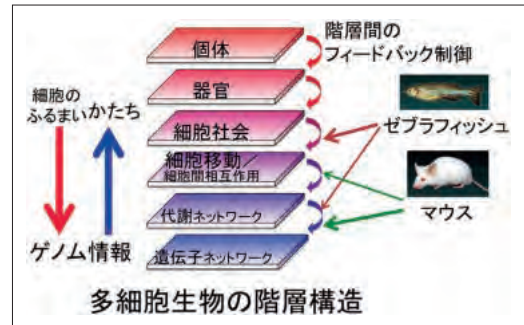 個体
階層間の
フィードバック制御
器官
細胞の
ふるまい
かたち
細胞社会
ゼブラフィッシュ
細胞移動／
細胞間相互作用
代謝ネットワーク
マウス
ゲノム情報
遺伝子ネットワーク
多細胞生物の階層構造